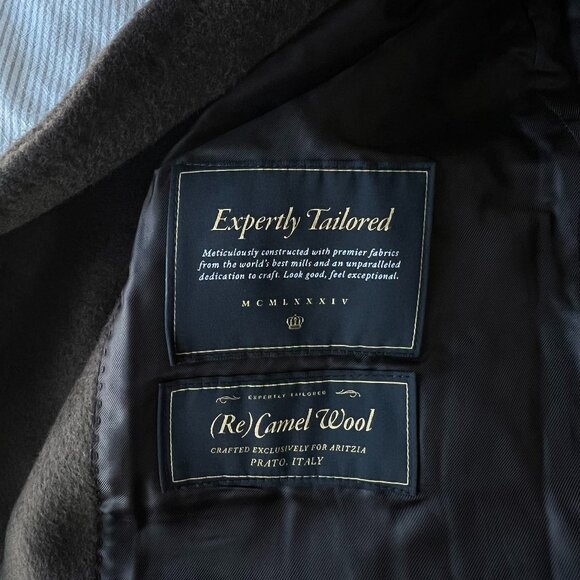 Expertly Tailored
Meticulously constructed with premier fabrics
from the world's best mills and an unparalleled
dedication to craft. Look good, feel exceptional.
MCMLXXXIV
EXPERTLY TAILORED
(Re)Camel Wool
CRAFTED EXCLUSIVELY FOR ARITZIA
PRATO, ITALY